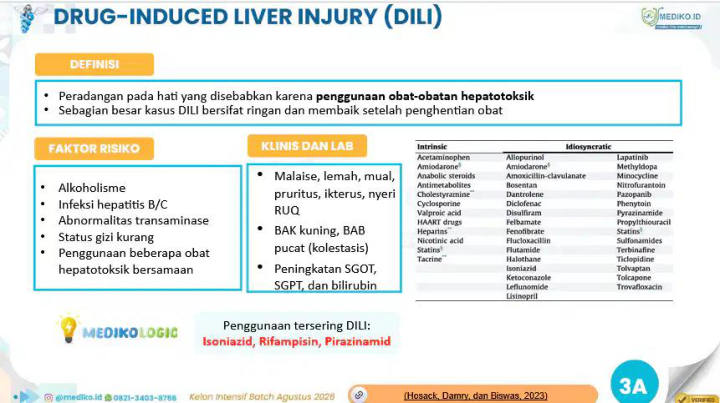 DRUG-INDUCED LIVER INJURY (DILI)
MEDIKO.ID
DEFINISI
• Peradangan pada hati yang disebabkan karena penggunaan obat-obatan hepatotoksik
• Sebagian besar kasus DILI bersifat ringan dan membaik setelah penghentian obat
FAKTOR RISIKO
• Alkoholisme
• Infeksi hepatitis B/C
• Abnormalitas transaminase
• Status gizi kurang
• Penggunaan beberapa obat
hepatotoksik bersamaan
KLINIS DAN LAB
• Malaise, lemah, mual,
pruritus, ikterus, nyeri
RUQ
• BAK kuning, BAB
pucat (kolestasis)
• Peningkatan SGOT,
SGPT, dan bilirubin
Intrinsic Idiosyncratic
Acetaminophen Allopurinol Lapatinib
Amiodarone§ Amiodarone§ Methyldopa
Anabolic steroids Amoxicillin-clavulanate Minocycline
Antimetabolites Bosentan Nitrofurantoin
Cholestyramine** Dantrolene Pazopanib
Cyclosporine Diclofenac Phenytoin
Valproic acid Disulfiram Pyrazinamide
HAART drugs Felbamate Propylthiouracil
Heparins** Fenofibrate Statins§
Nicotinic acid Flucloxacillin Sulfonamides
Statins§ Flutamide Terbinafine
Tacrine** Halothane Ticlopidine
Isoniazid Tolvaptan
Ketoconazole Tolcapone
Leflunomide Trovafloxacin
Lisinopril
MEDIKOLOGIC
Penggunaan tersering DILI:
Isoniazid, Rifampisin, Pirazinamid
3A
@mediko.id 0821-3403-8766 Kelon Intensif Batch Agustus 2026
(Hosack, Damry, dan Biswas, 2023)
VERIFIED